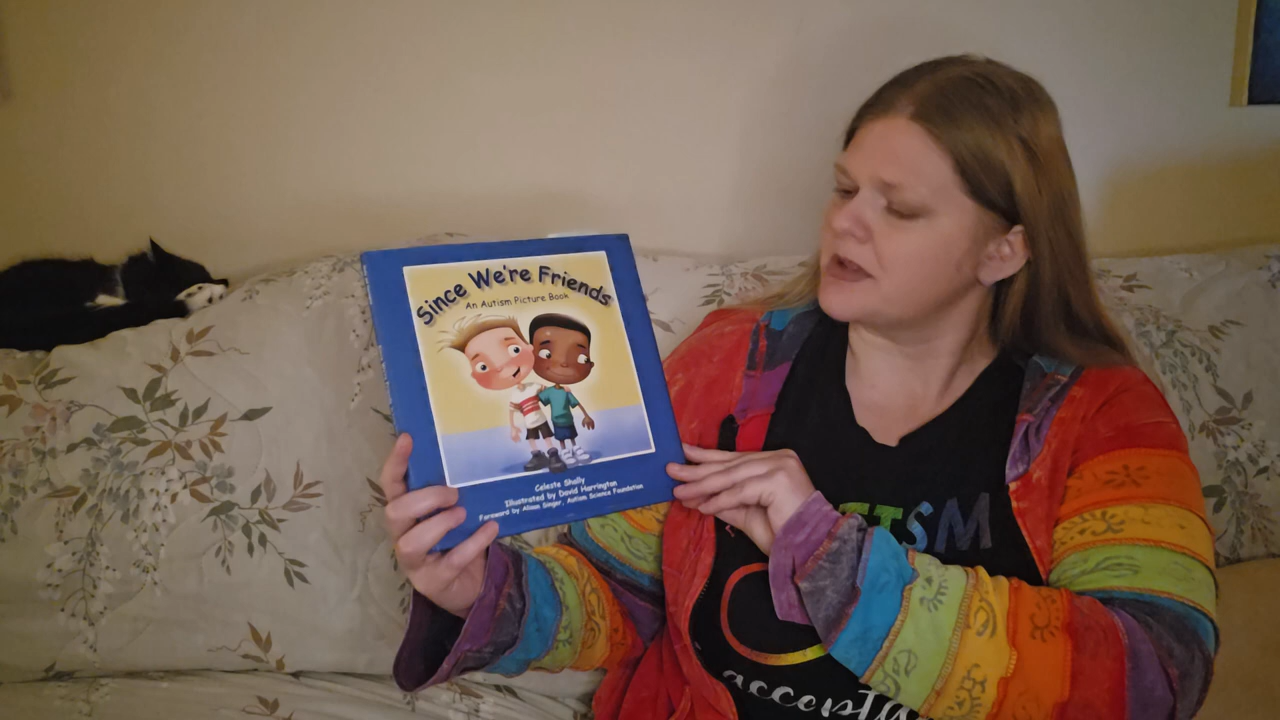 Since We're Friends
An Autism Picture Book
Celeste Shally
Illustrated by David Harrington
Foreword by Alison Singer, Autism Science Foundation